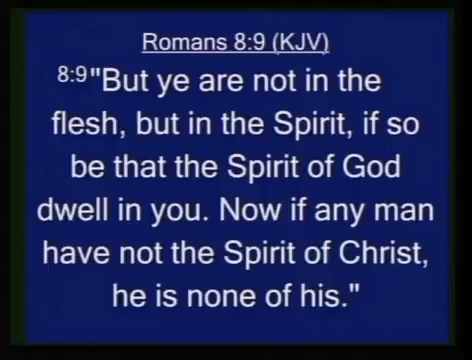 Romans 8:9 (KJV)
8:9"But ye are not in the
flesh, but in the Spirit, if so
be that the Spirit of God
dwell in you. Now if any man
have not the Spirit of Christ,
he is none of his."